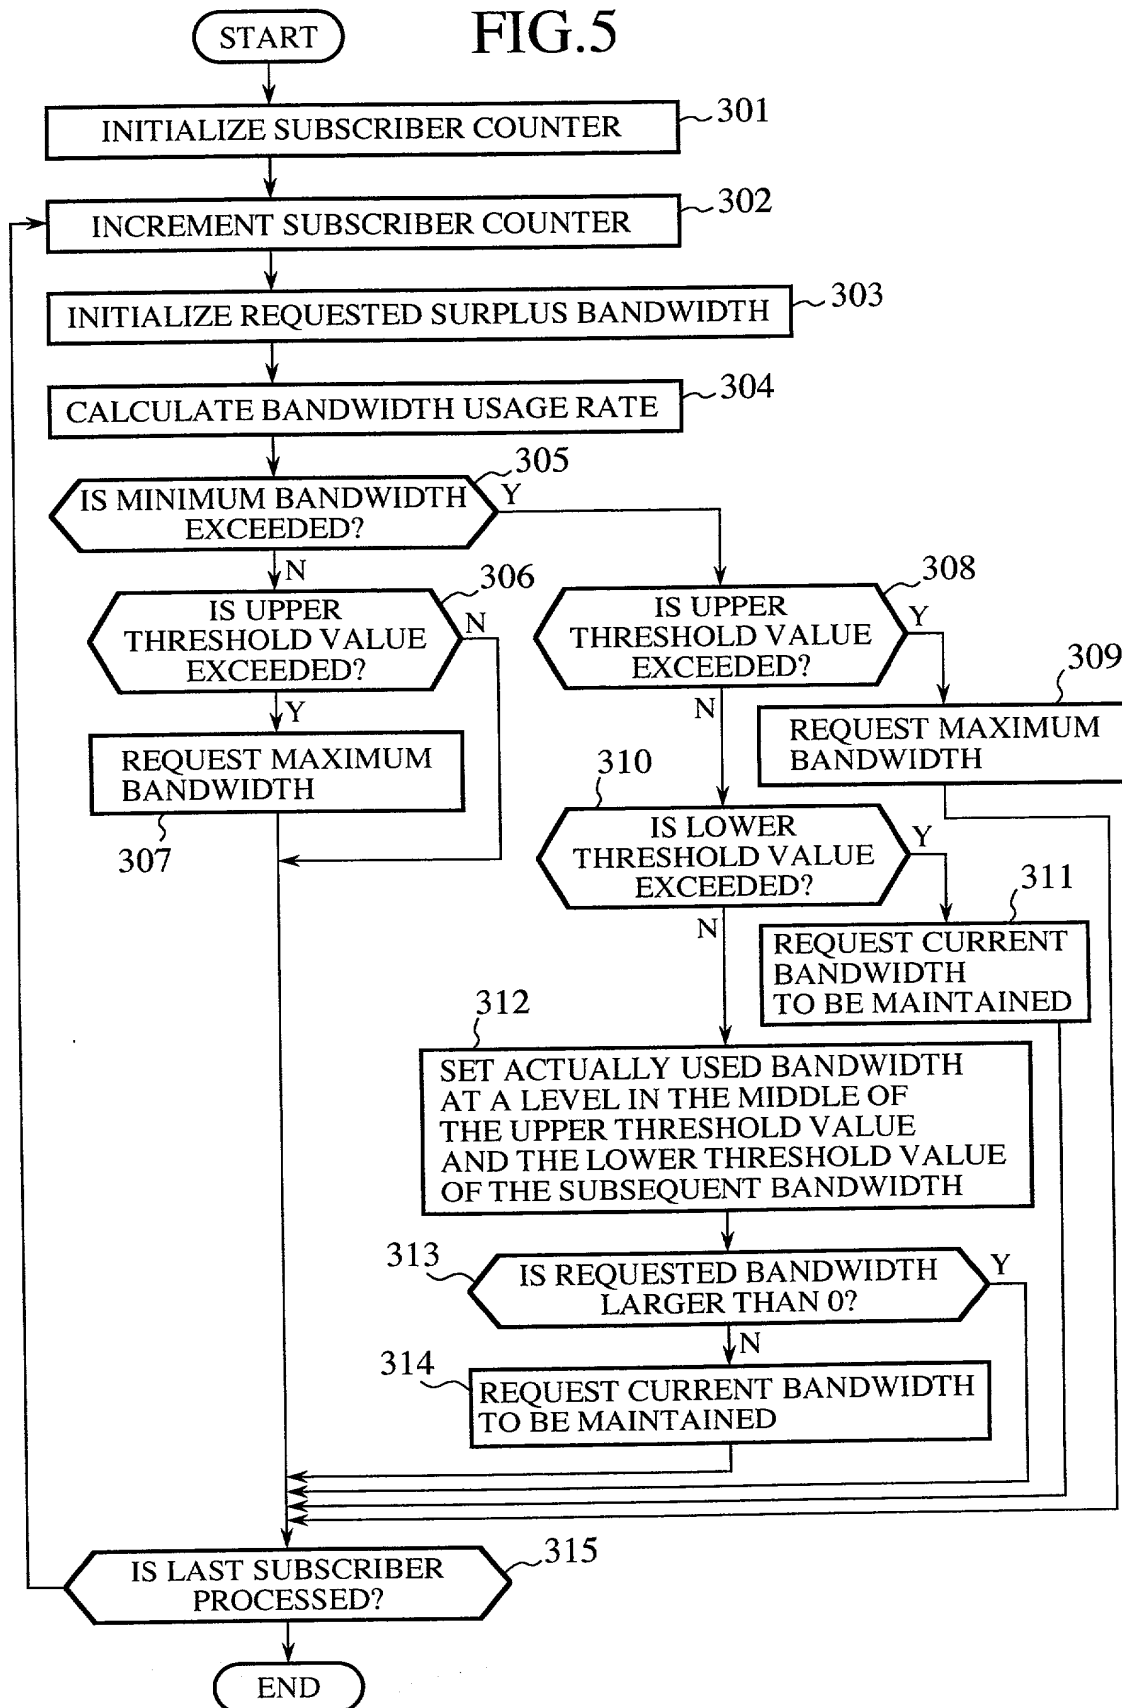 FIG.5
START
INITIALIZE SUBSCRIBER COUNTER
301
INCREMENT SUBSCRIBER COUNTER
302
INITIALIZE REQUESTED SURPLUS BANDWIDTH
303
CALCULATE BANDWIDTH USAGE RATE
304
305
IS MINIMUM BANDWIDTH
EXCEEDED?
Y
N
306
IS UPPER
THRESHOLD VALUE
EXCEEDED?
N
Y
REQUEST MAXIMUM
BANDWIDTH
307
308
IS UPPER
THRESHOLD VALUE
EXCEEDED?
Y
N
309
REQUEST MAXIMUM
BANDWIDTH
310
IS LOWER
THRESHOLD VALUE
EXCEEDED?
Y
N
311
REQUEST CURRENT
BANDWIDTH
TO BE MAINTAINED
312
SET ACTUALLY USED BANDWIDTH
AT A LEVEL IN THE MIDDLE OF
THE UPPER THRESHOLD VALUE
AND THE LOWER THRESHOLD VALUE
OF THE SUBSEQUENT BANDWIDTH
313
IS REQUESTED BANDWIDTH
LARGER THAN 0?
Y
N
314
REQUEST CURRENT BANDWIDTH
TO BE MAINTAINED
315
IS LAST SUBSCRIBER
PROCESSED?
END